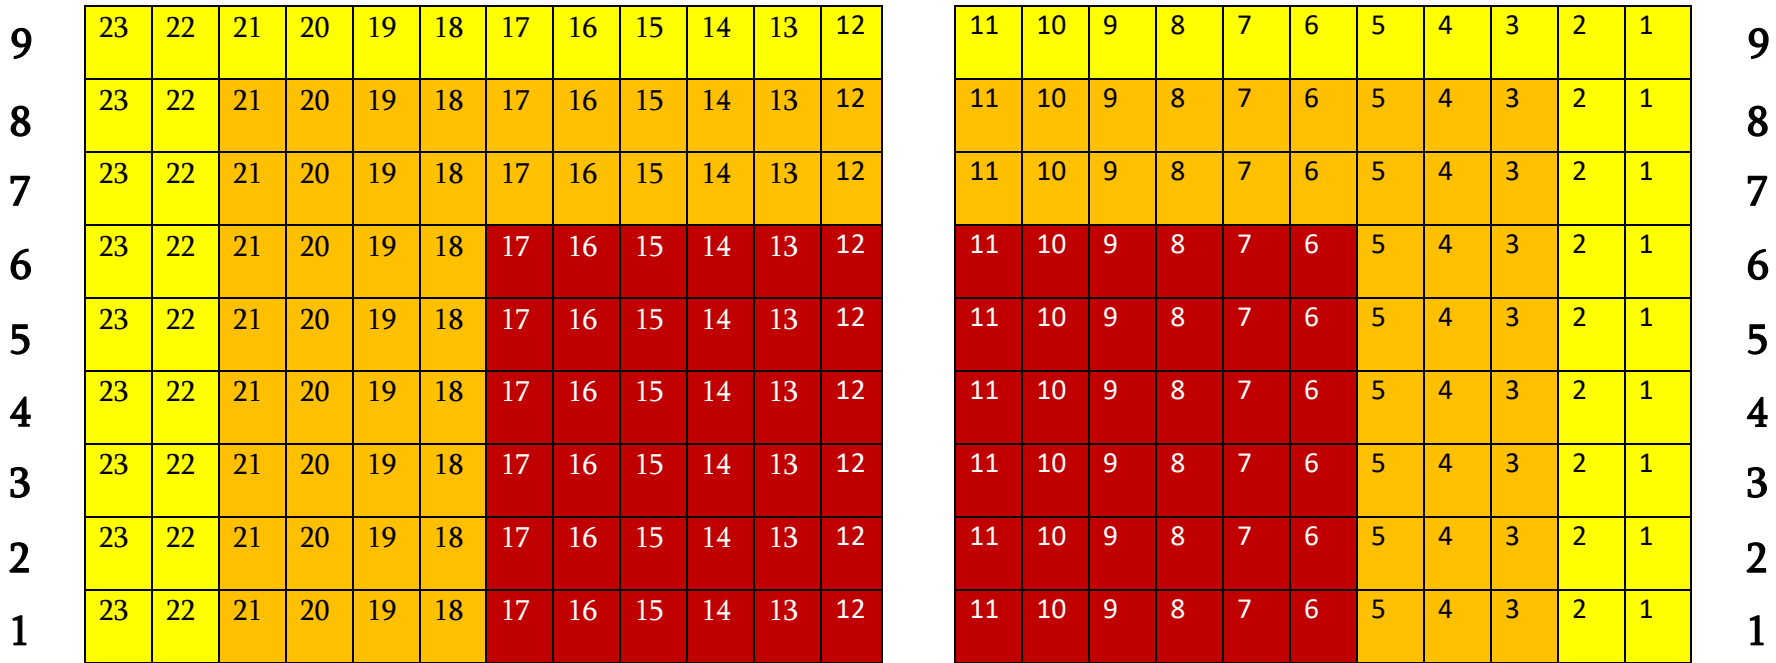 9 23 22 21 20 19 18 17 16 15 14 13 12 11 10 9 8 7 6 5 4 3 2 1 9
8 23 22 21 20 19 18 17 16 15 14 13 12 11 10 9 8 7 6 5 4 3 2 1 8
7 23 22 21 20 19 18 17 16 15 14 13 12 11 10 9 8 7 6 5 4 3 2 1 7
6 23 22 21 20 19 18 17 16 15 14 13 12 11 10 9 8 7 6 5 4 3 2 1 6
5 23 22 21 20 19 18 17 16 15 14 13 12 11 10 9 8 7 6 5 4 3 2 1 5
4 23 22 21 20 19 18 17 16 15 14 13 12 11 10 9 8 7 6 5 4 3 2 1 4
3 23 22 21 20 19 18 17 16 15 14 13 12 11 10 9 8 7 6 5 4 3 2 1 3
2 23 22 21 20 19 18 17 16 15 14 13 12 11 10 9 8 7 6 5 4 3 2 1 2
1 23 22 21 20 19 18 17 16 15 14 13 12 11 10 9 8 7 6 5 4 3 2 1 1